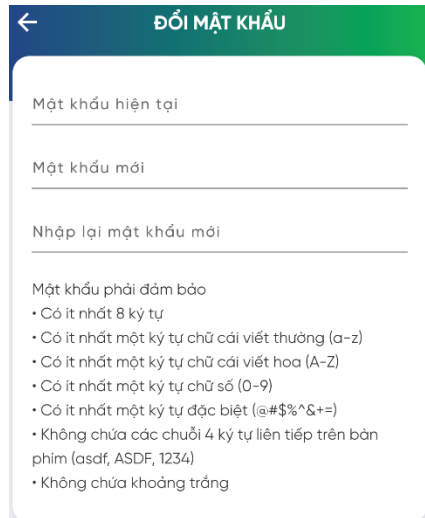 ĐỔI MẬT KHẨU
Mật khẩu hiện tại
Mật khẩu mới
Nhập lại mật khẩu mới
Mật khẩu phải đảm bảo
• Có ít nhất 8 ký tự
• Có ít nhất một ký tự chữ cái viết thường (a-z)
• Có ít nhất một ký tự chữ cái viết hoa (A-Z)
• Có ít nhất một ký tự chữ số (0-9)
• Có ít nhất một ký tự đặc biệt (@#$%^&+=)
• Không chứa các chuỗi 4 ký tự liên tiếp trên bàn
phím (asdf, ASDF, 1234)
• Không chứa khoảng trắng